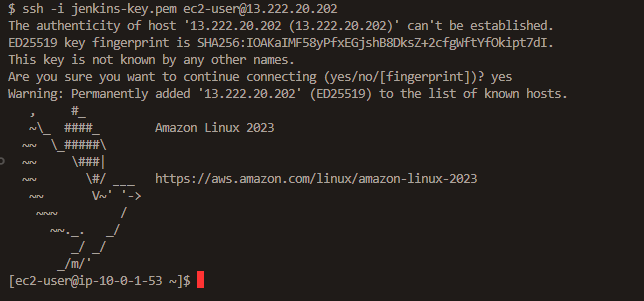 $ ssh -i jenkins-key.pem ec2-user@13.222.20.202
The authenticity of host '13.222.20.202 (13.222.20.202)' can't be established.
ED25519 key fingerprint is SHA256:IOAKaIMF58yPfxEGjshB8DksZ+2cfgWftYfOkipt7dI.
This key is not known by any other names.
Are you sure you want to continue connecting (yes/no/[fingerprint])? yes
Warning: Permanently added '13.222.20.202' (ED25519) to the list of known hosts.
   ,     #_
   ~\_  ####_        Amazon Linux 2023
  ~~  \_#####\
  ~~     \###|
  ~~       \#/ ___   https://aws.amazon.com/linux/amazon-linux-2023
   ~~       V~' '->
    ~~~         /
      ~~._.   _/
         _/ _/
       _/m/'
[ec2-user@ip-10-0-1-53 ~]$